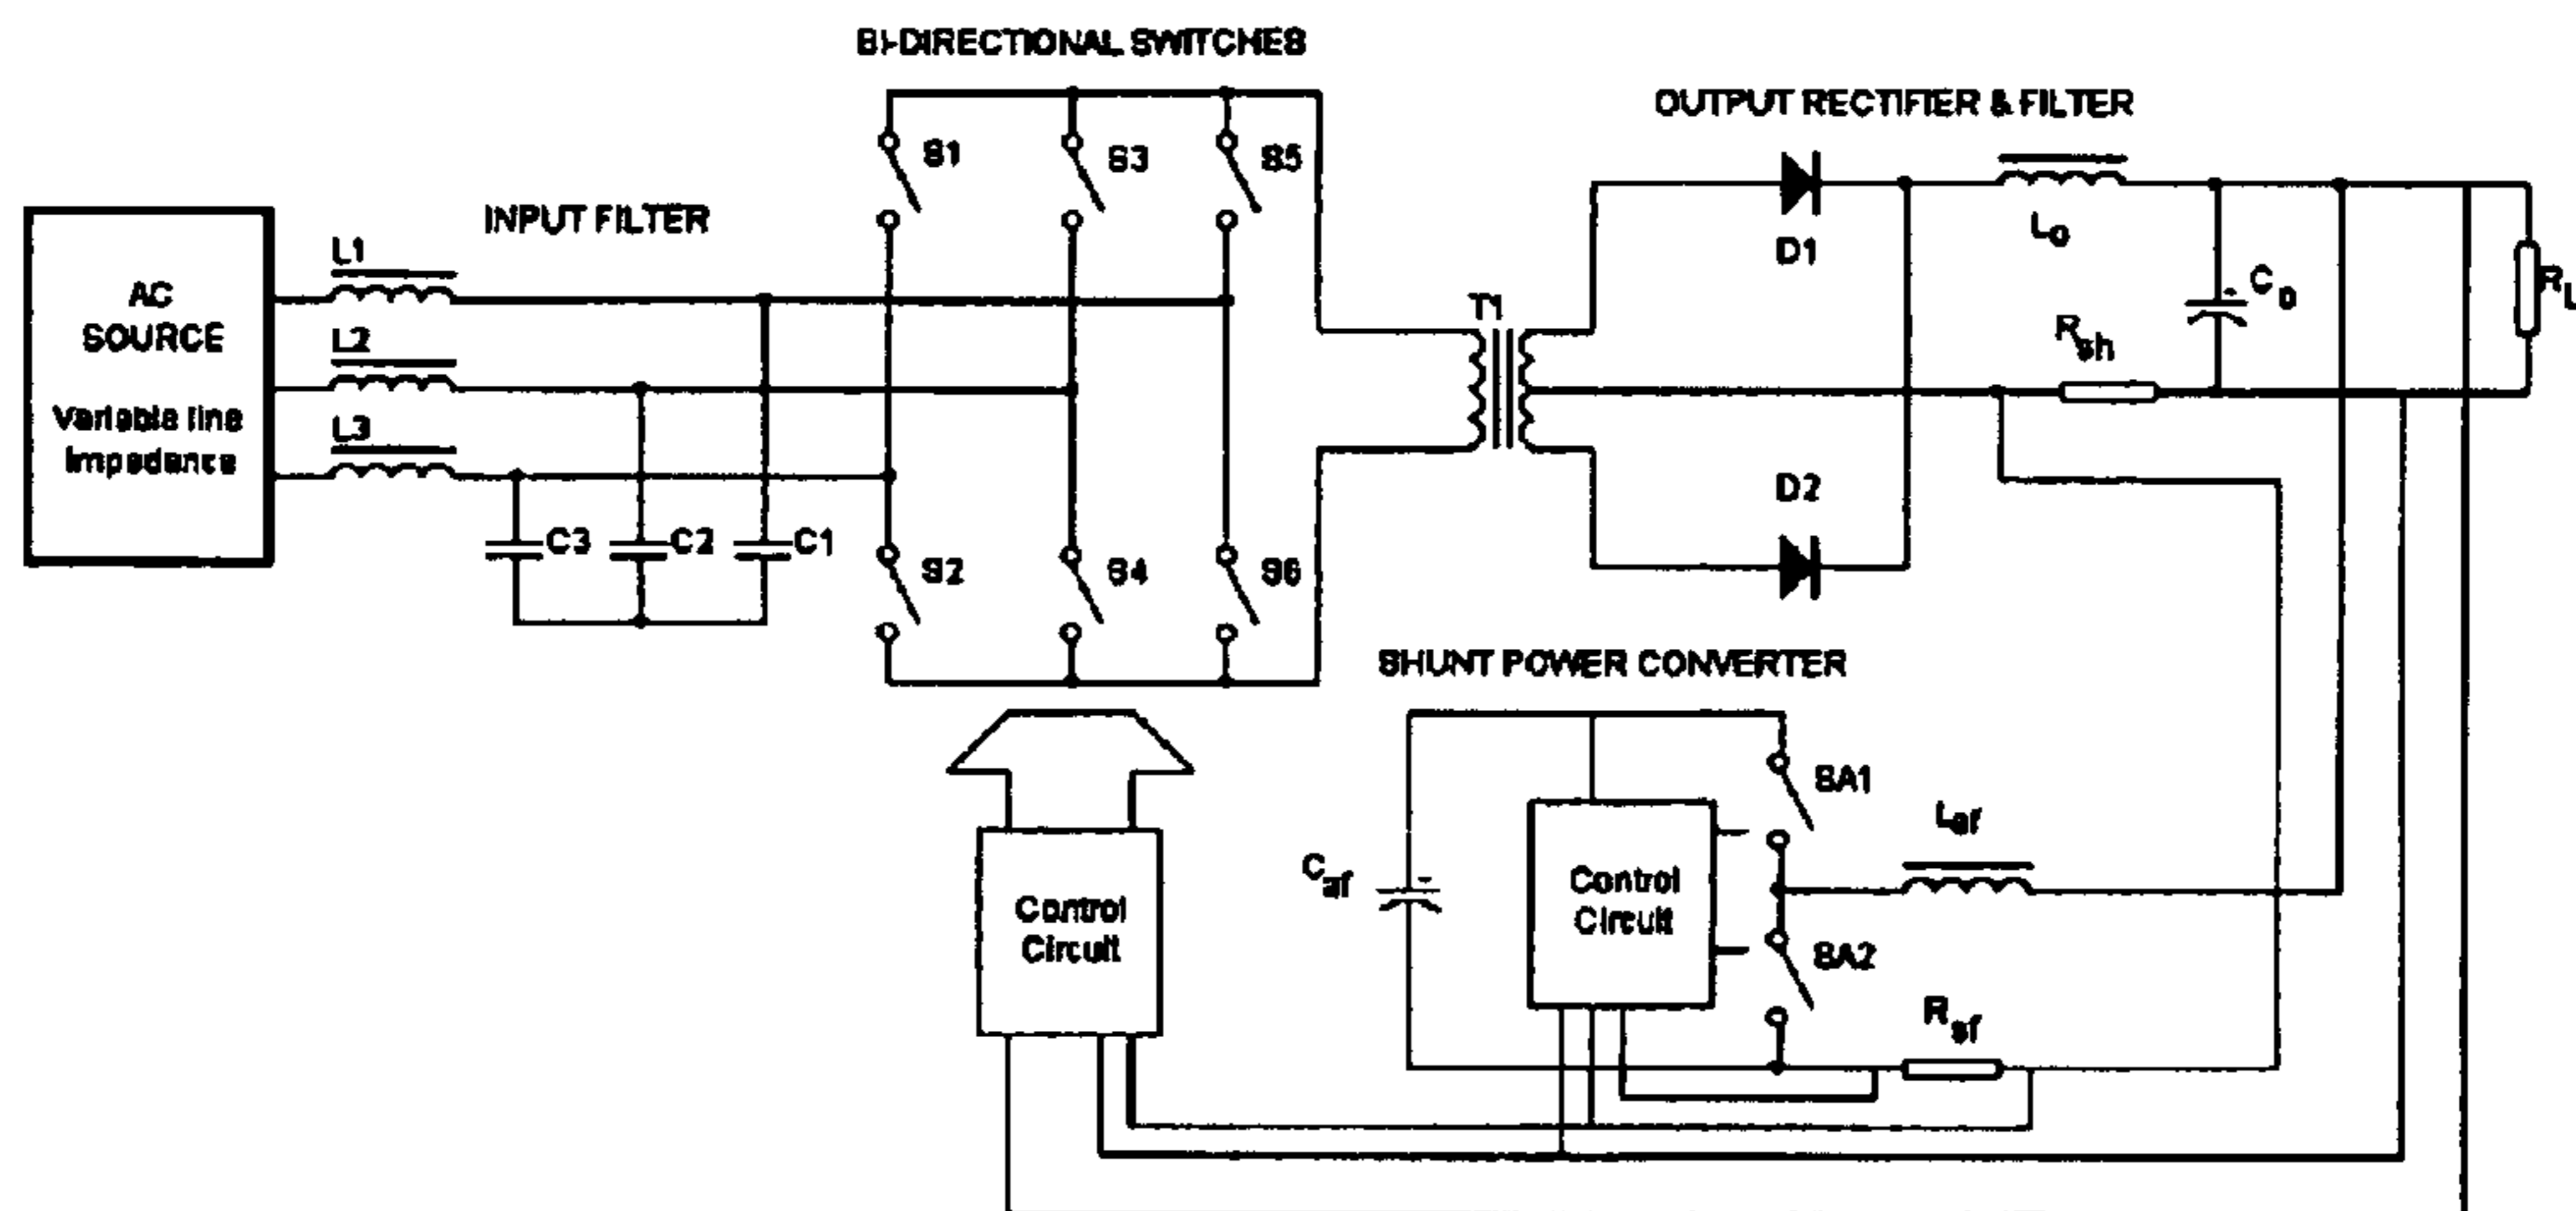 BI-DIRECTIONAL SWITCHES
OUTPUT RECTIFIER & FILTER
INPUT FILTER
S1
S3
S5
AC
SOURCE
Variable line
Impedance
L1
L2
L3
D1
Lo
Co
RL
T1
Rsh
D2
C3
C2
C1
S2
S4
S6
SHUNT POWER CONVERTER
SA1
Laf
Caf
Control
Circuit
Control
Circuit
SA2
Rsf